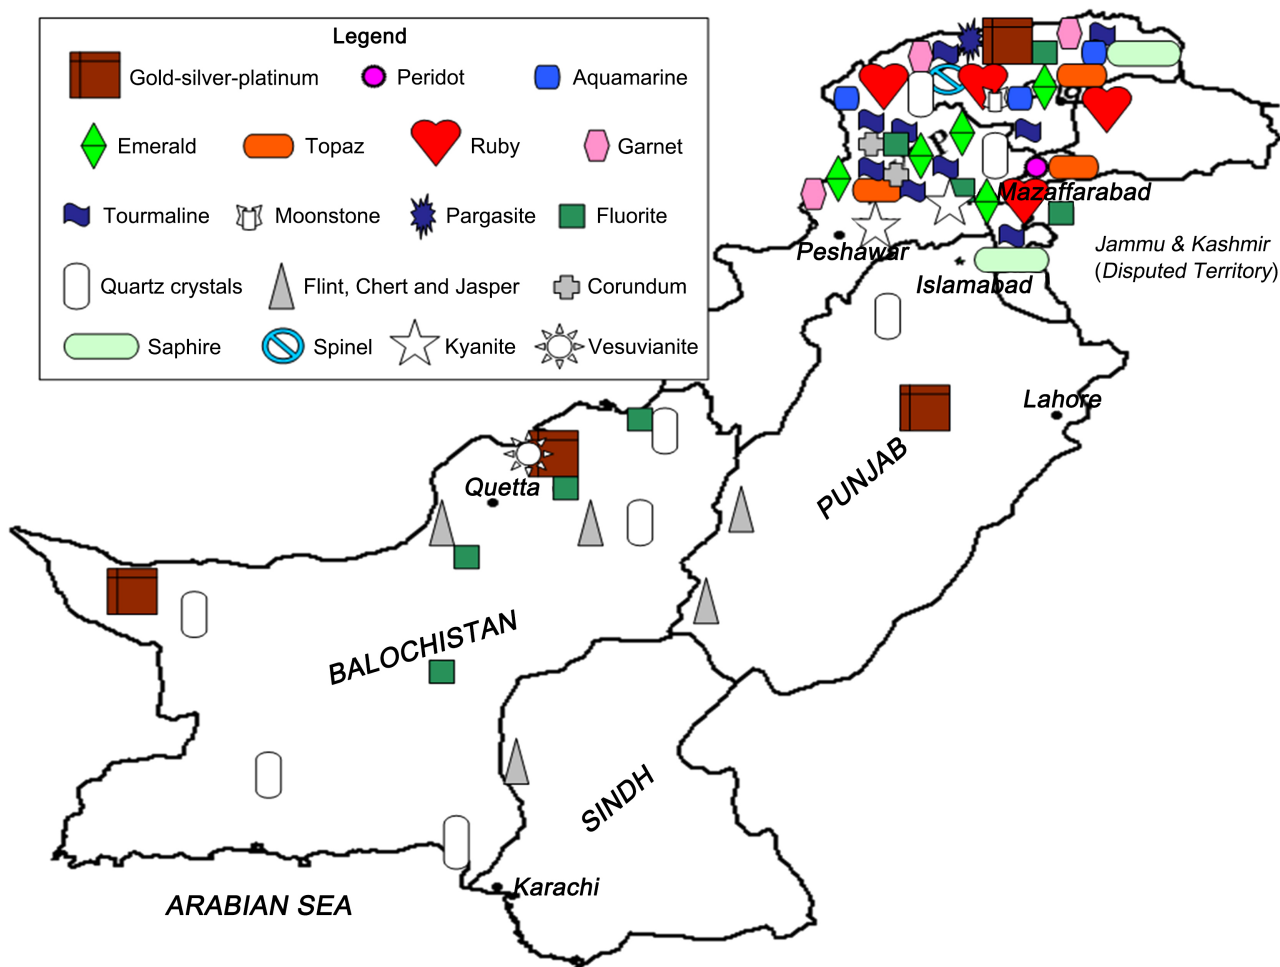 Legend
Gold-silver-platinum Peridot Aquamarine
Emerald Topaz Ruby Garnet
Tourmaline Moonstone Pargasite Fluorite
Quartz crystals Flint, Chert and Jasper Corundum
Saphire Spinel Kyanite Vesuvianite
Mazaffarabad
Peshawar
Jammu & Kashmir
(Disputed Territory)
Islamabad
Lahore
PUNJAB
Quetta
BALOCHISTAN
SINDH
Karachi
ARABIAN SEA